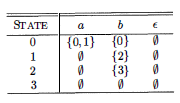 STATE a b ϵ
0 {0,1} {0} ∅
1 ∅ {2} ∅
2 ∅ {3} ∅
3 ∅ ∅ ∅